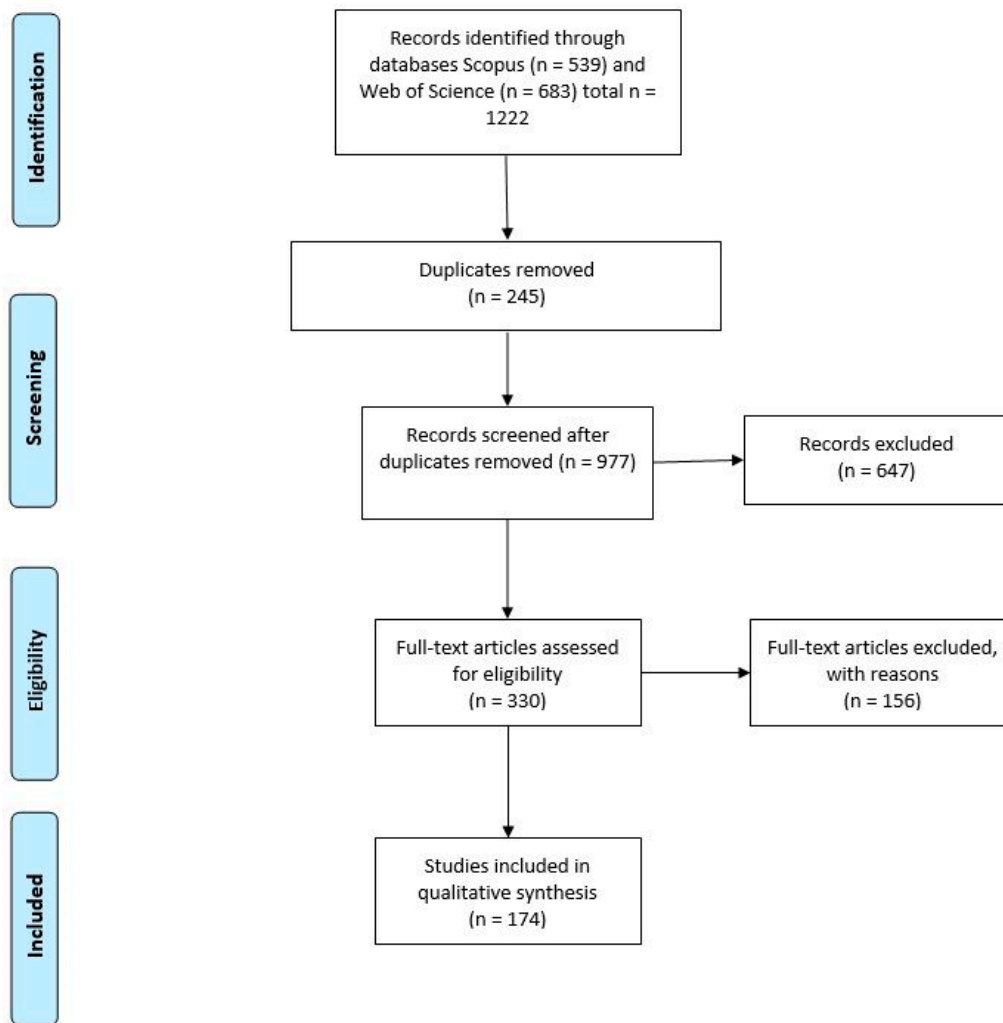 Identification
Records identified through
databases Scopus (n = 539) and
Web of Science (n = 683) total n =
1222
Duplicates removed
(n = 245)
Screening
Records screened after
duplicates removed (n = 977)
Records excluded
(n = 647)
Eligibility
Full-text articles assessed
for eligibility
(n = 330)
Full-text articles excluded,
with reasons
(n = 156)
Included
Studies included in
qualitative synthesis
(n = 174)